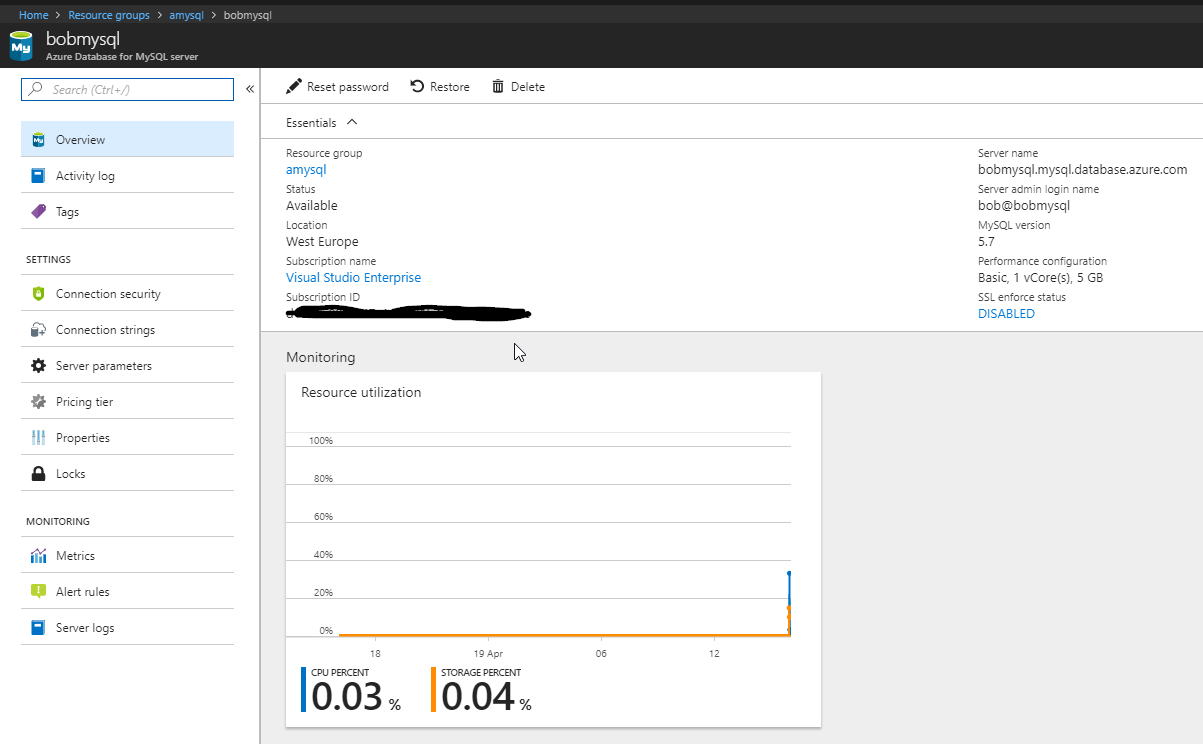 Home > Resource groups > amysql > bobmysql
bobmysql
Azure Database for MySQL server
Search (Ctrl+/)
«
Overview
Activity log
Tags
SETTINGS
Connection security
Connection strings
Server parameters
Pricing tier
Properties
Locks
MONITORING
Metrics
Alert rules
Server logs
Reset password
Restore
Delete
Essentials
Resource group
amysql
Status
Available
Location
West Europe
Subscription name
Visual Studio Enterprise
Subscription ID
Server name
bobmysql.mysql.database.azure.com
Server admin login name
bob@bobmysql
MySQL version
5.7
Performance configuration
Basic, 1 vCore(s), 5 GB
SSL enforce status
DISABLED
Monitoring
Resource utilization
100%
80%
60%
40%
20%
0%
18 19 Apr 06 12
CPU PERCENT
0.03 %
STORAGE PERCENT
0.04 %